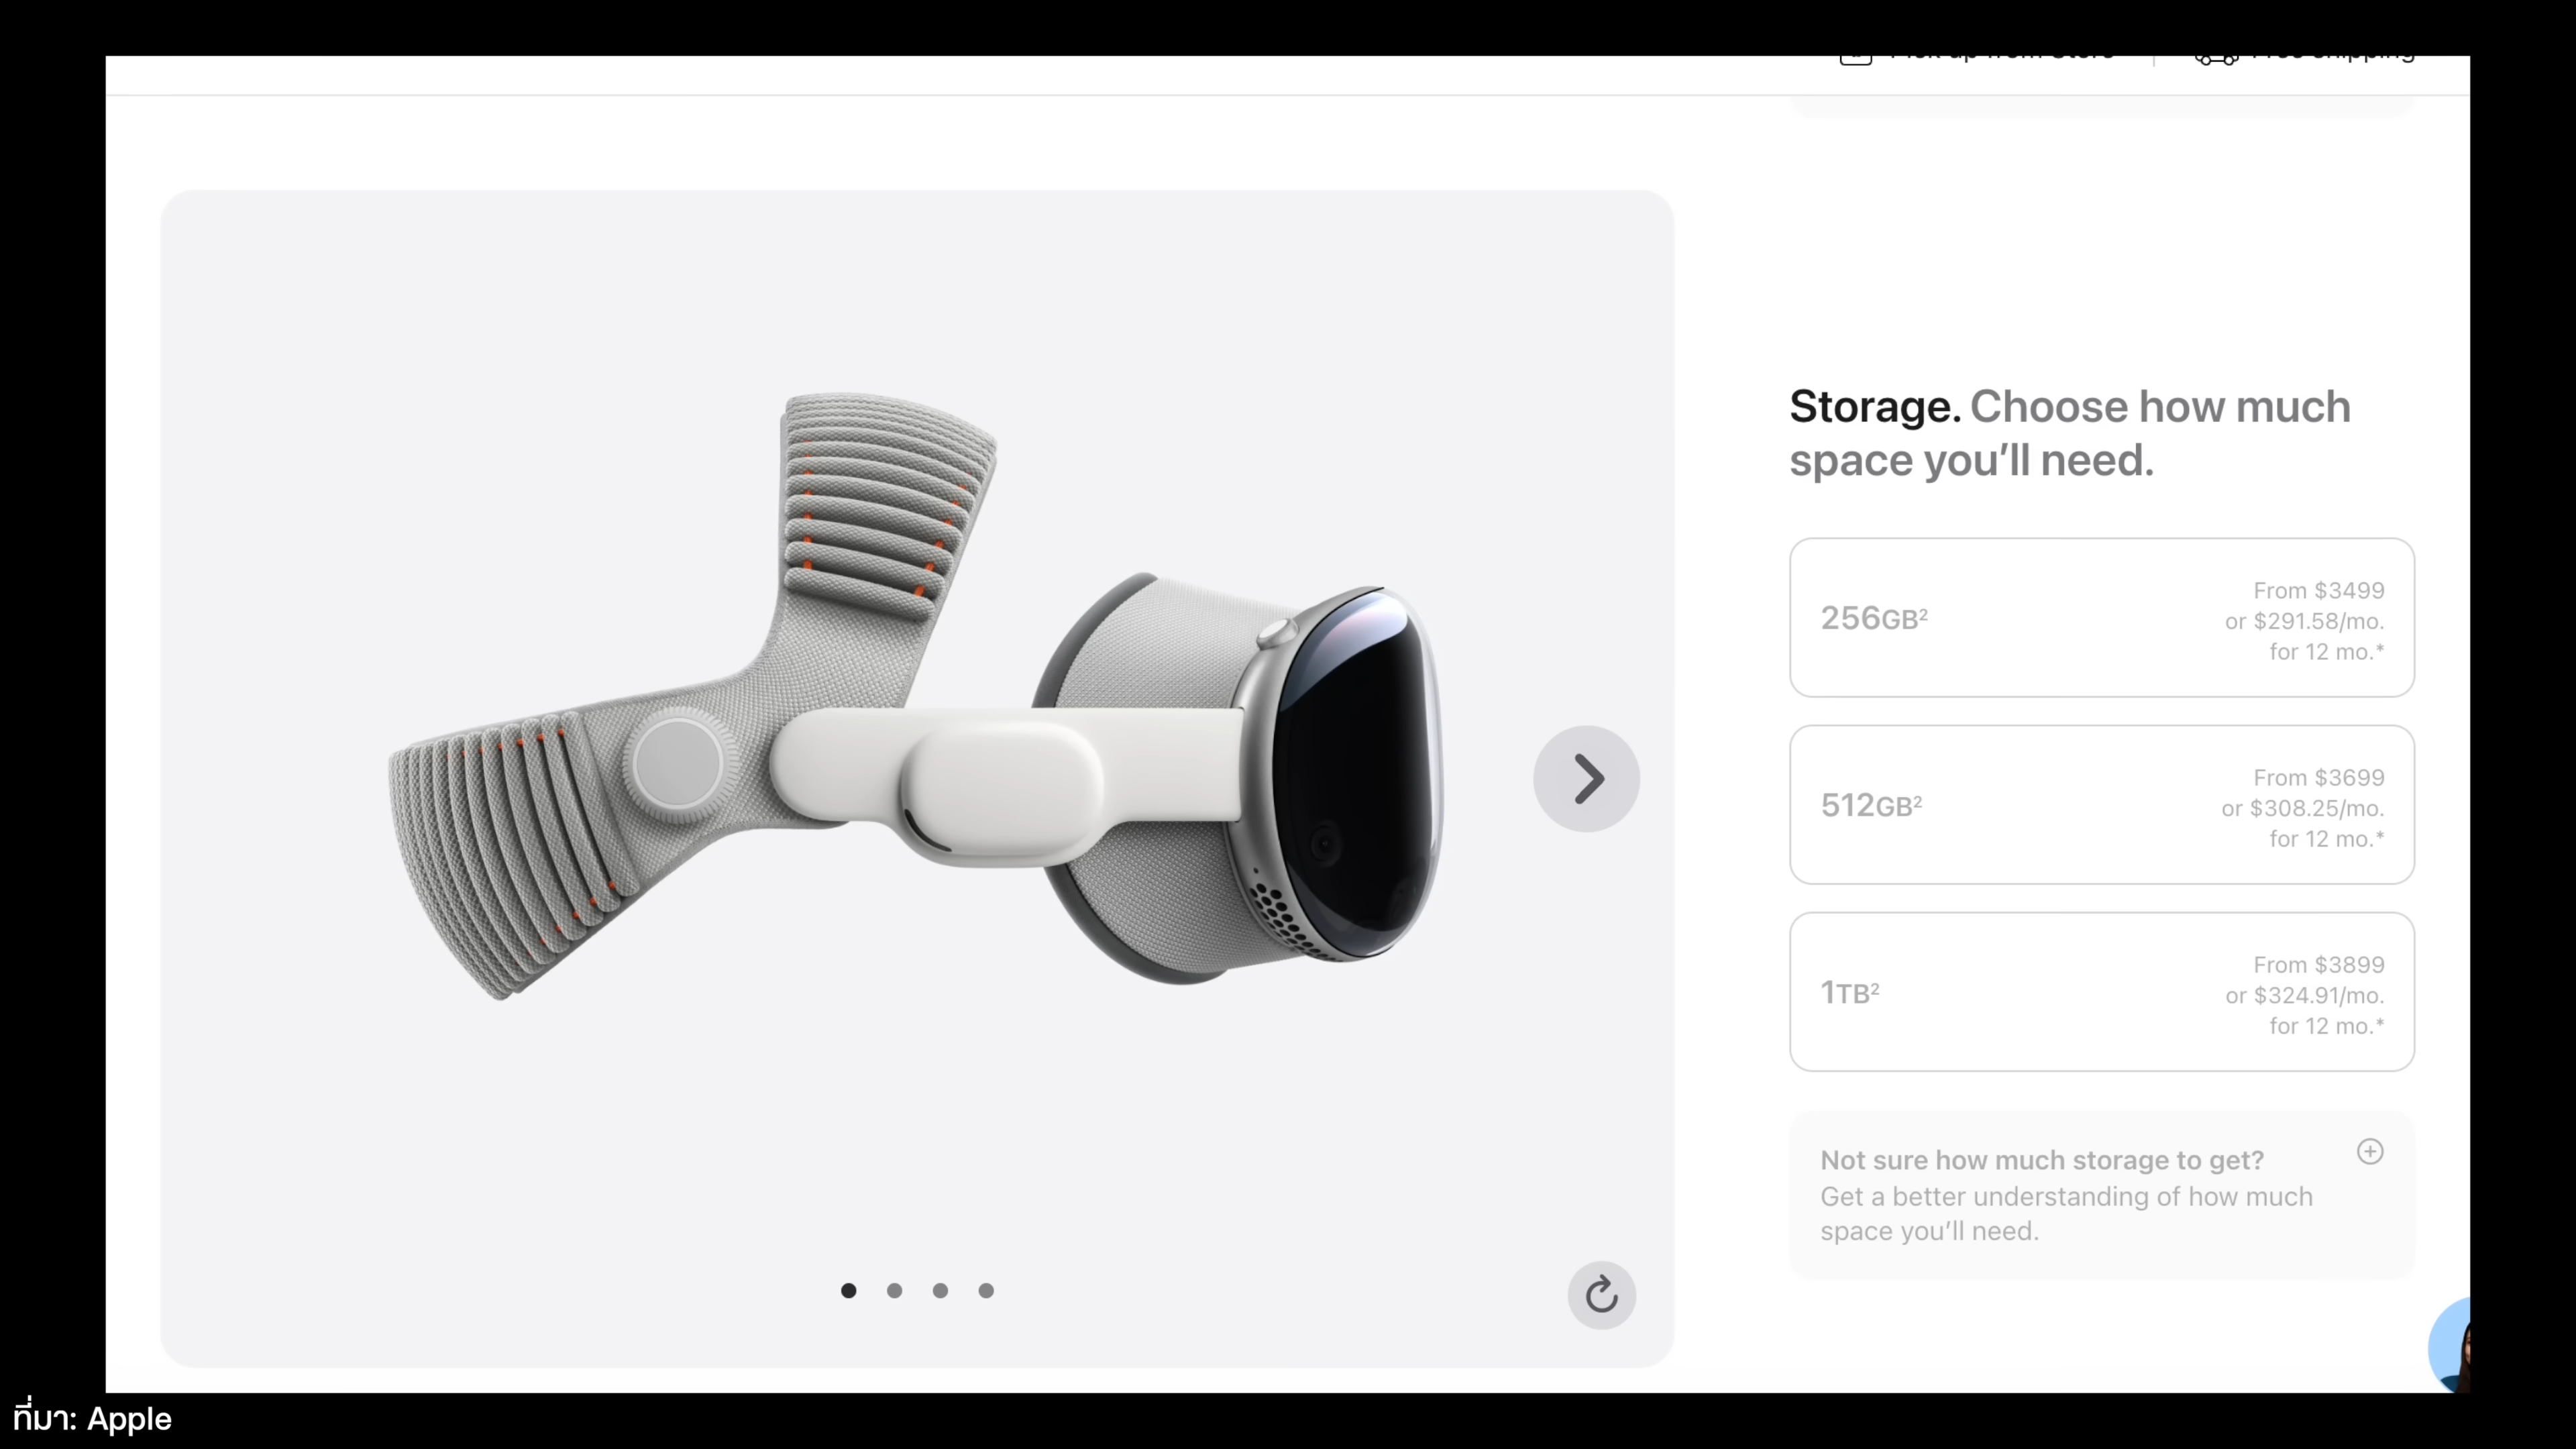 Storage. Choose how much
space you'll need.
256GB²
From $3499
or $291.58/mo.
for 12 mo.*
512GB²
From $3699
or $308.25/mo.
for 12 mo.*
1TB²
From $3899
or $324.91/mo.
for 12 mo.*
Not sure how much storage to get?
Get a better understanding of how much
space you'll need.
ที่มา: Apple